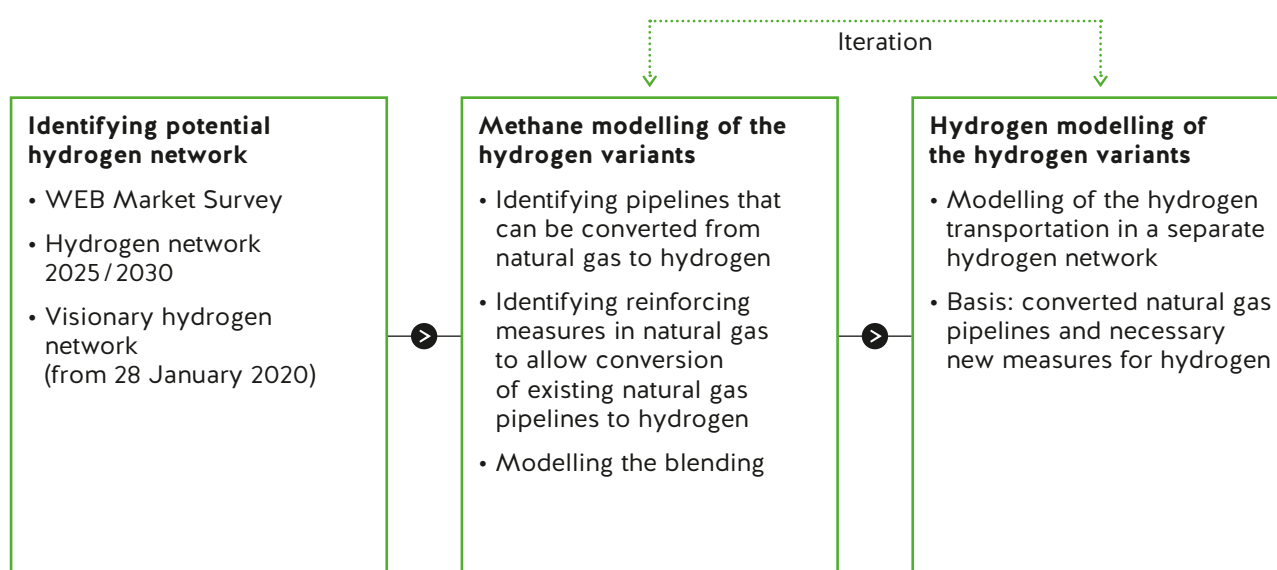 Iteration
Identifying potential
hydrogen network
• WEB Market Survey
• Hydrogen network
2025/2030
• Visionary hydrogen
network
(from 28 January 2020)
Methane modelling of the
hydrogen variants
• Identifying pipelines that
can be converted from
natural gas to hydrogen
• Identifying reinforcing
measures in natural gas
to allow conversion
of existing natural gas
pipelines to hydrogen
• Modelling the blending
Hydrogen modelling of
the hydrogen variants
• Modelling of the hydrogen
transportation in a separate
hydrogen network
• Basis: converted natural gas
pipelines and necessary
new measures for hydrogen